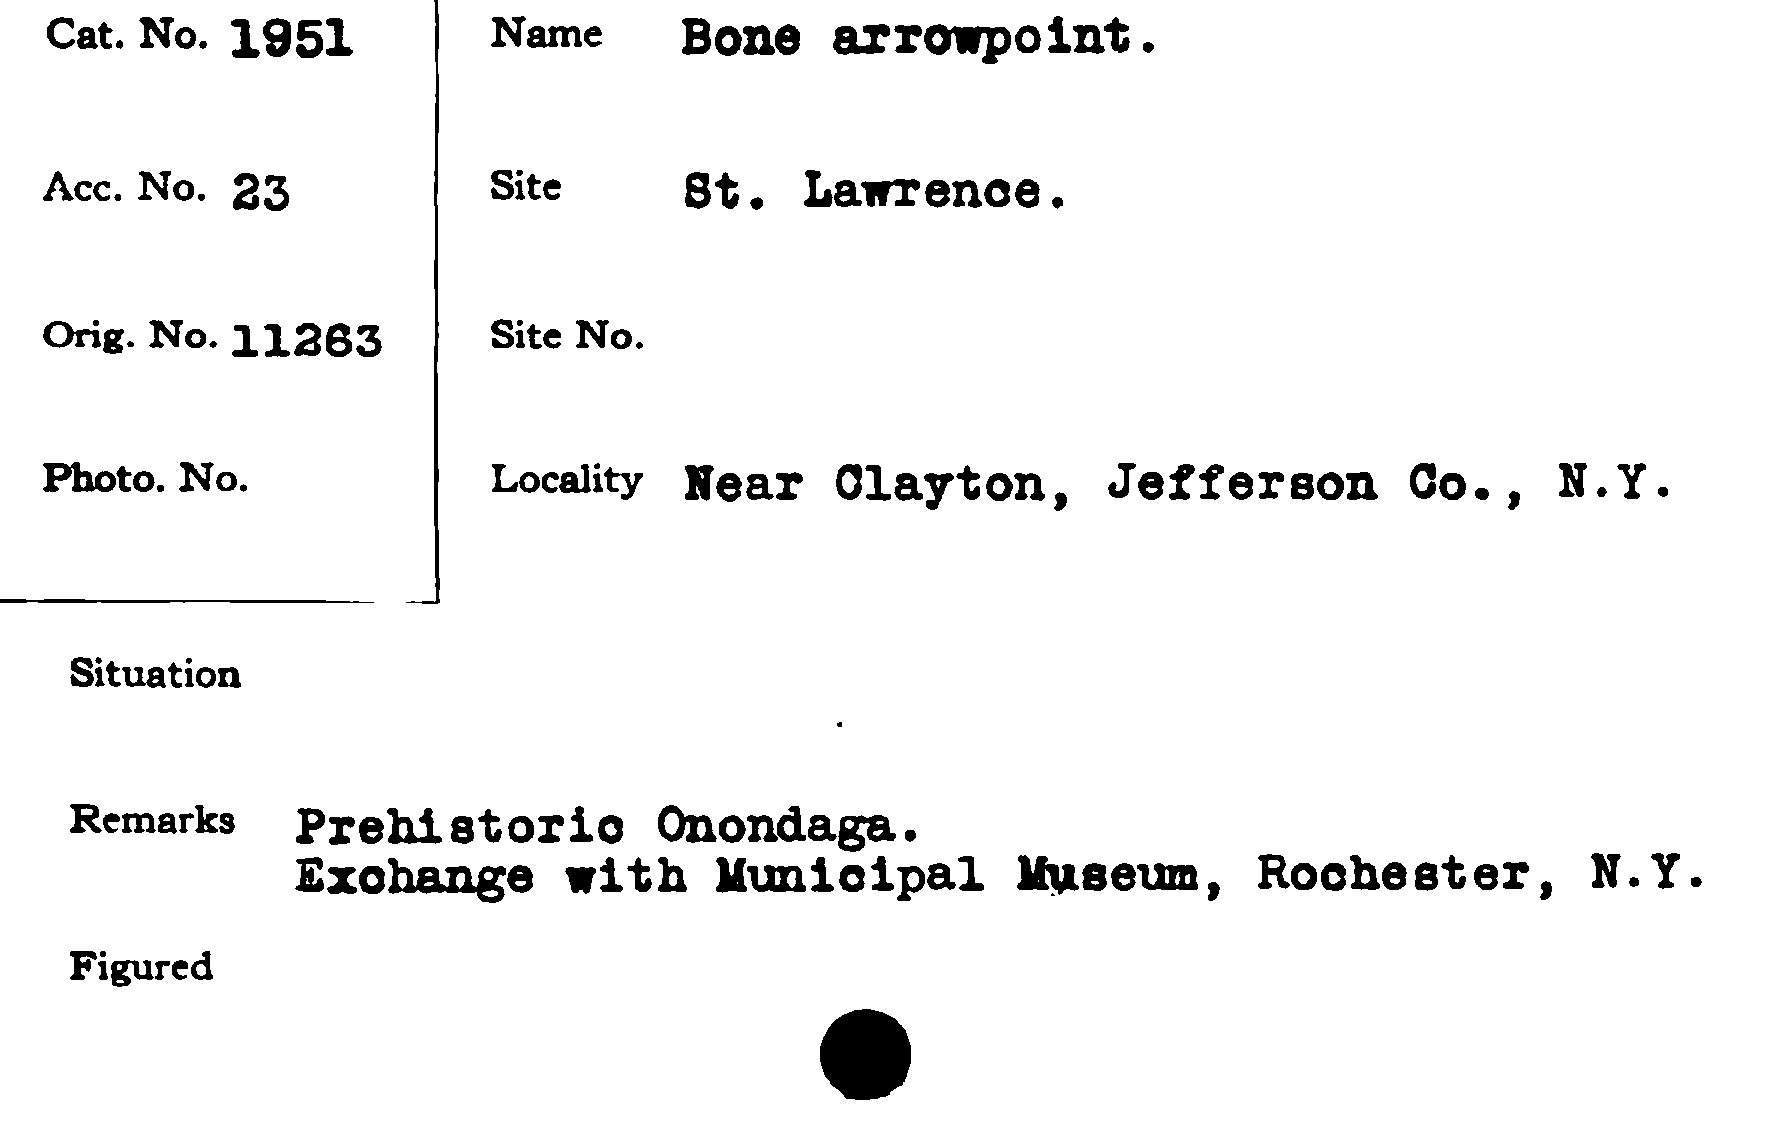 Cat. No. 1951 Name Bone arrowpoint.
Acc. No. 23 Site St. Lawrence.
Orig. No. 11263 Site No.
Photo. No. Locality Near Clayton, Jefferson Co., N.Y.
Situation
Remarks Prehistoric Onondaga.
Exchange with Municipal Museum, Rochester, N.Y.
Figured